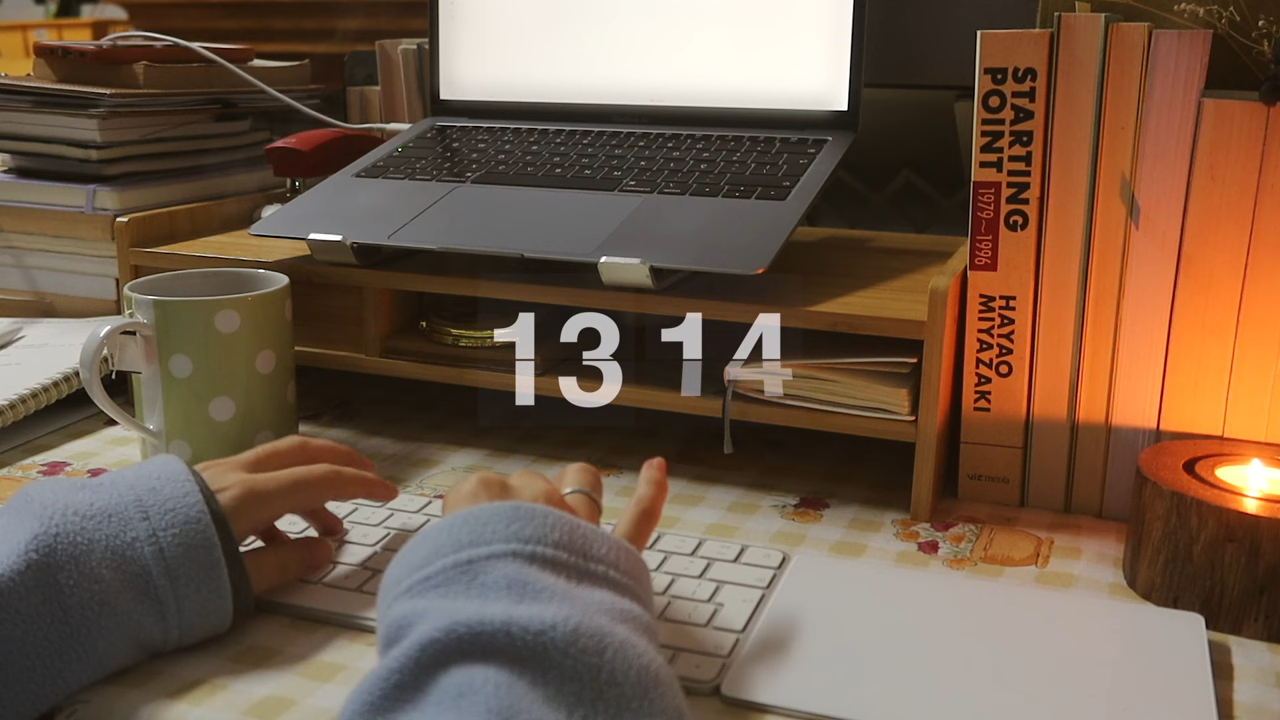 STARTING
POINT
1979~1996
HAYAO
MIYAZAKI
viz media
13 14